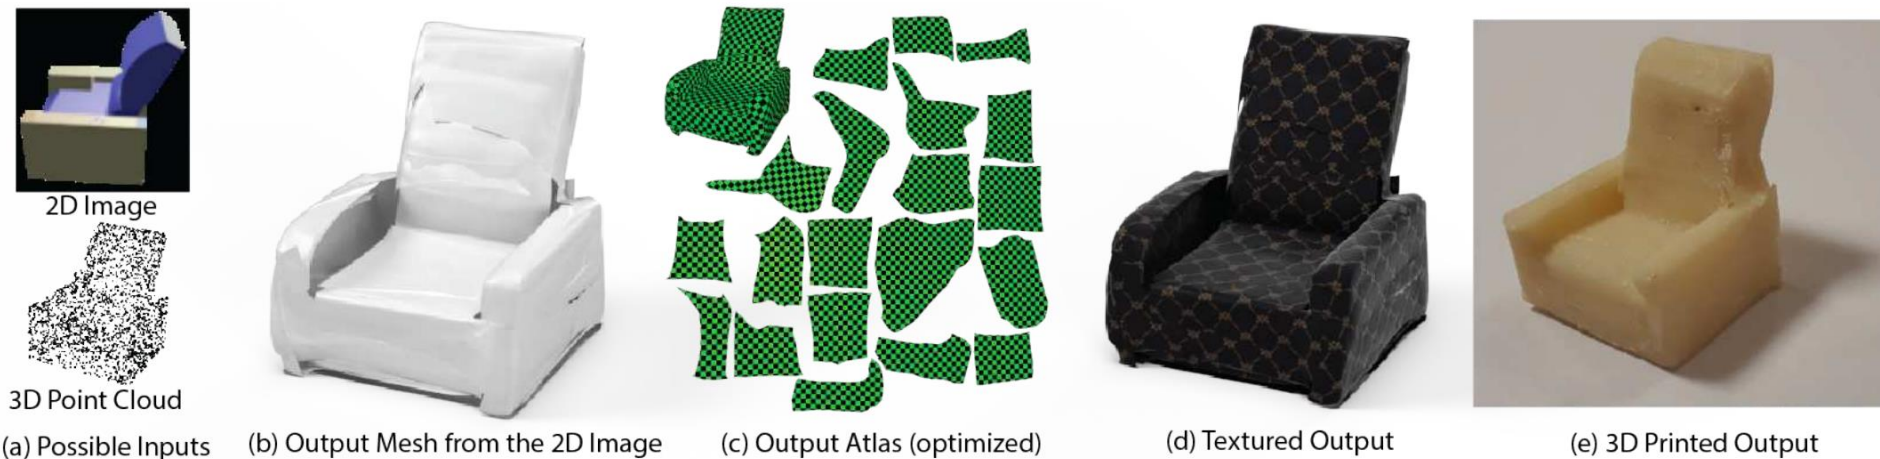 2D Image
3D Point Cloud
(a) Possible Inputs
(b) Output Mesh from the 2D Image
(c) Output Atlas (optimized)
(d) Textured Output
(e) 3D Printed Output